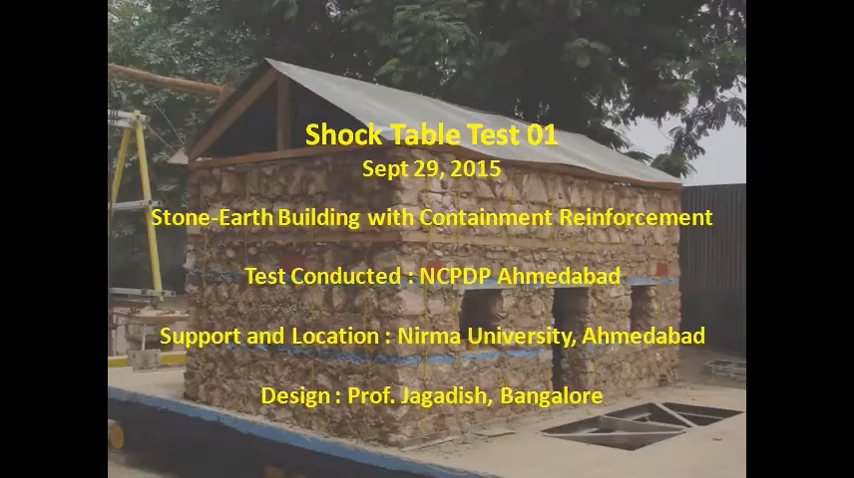 Shock Table Test 01
Sept 29, 2015
Stone-Earth Building with Containment Reinforcement
Test Conducted : NCPDP Ahmedabad
Support and Location : Nirma University, Ahmedabad
Design : Prof. Jagadish, Bangalore